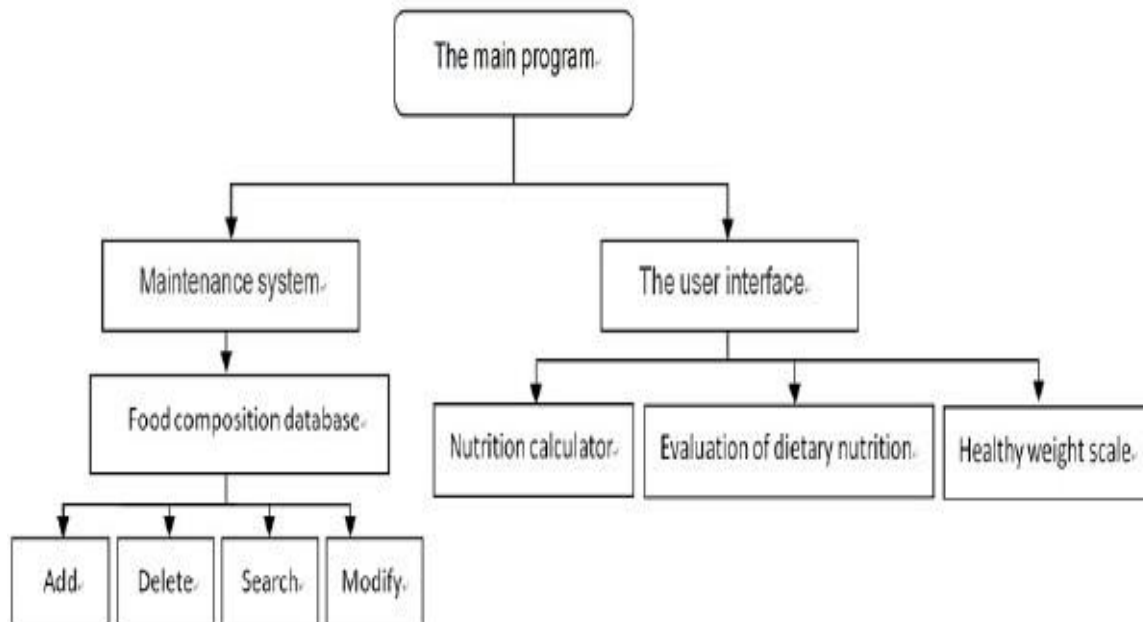 The main program
Maintenance system
The user interface
Food composition database
Nutrition calculator
Evaluation of dietary nutrition
Healthy weight scale
Add
Delete
Search
Modify